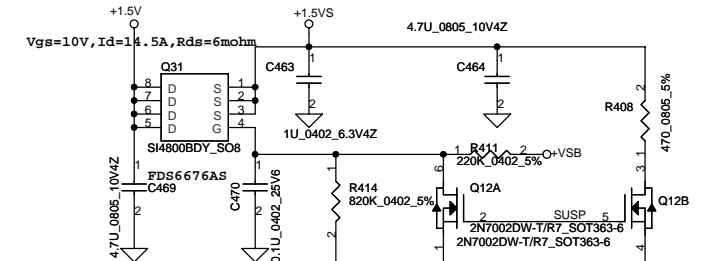 +1.5V
+1.5VS
4.7U_0805_10V4Z
Vgs=10V,Id=14.5A,Rds=6mohm
Q31
C463
C464
1
1
8 D S 1
7 D S 2
6 D S 3
5 D G 4
2
2
2
R408
470_0805_5%
SI4800BDY_SO8
1U_0402_6.3V4Z
R411
1
2
+VSB
220K_0402_5%
1
3
4.7U_0805_10V4Z
1
FDS6676AS
C469
2
C470
1
2
0.1U_0402_25V6
1
R414
820K_0402_5%
2
6
Q12A
2
SUSP
5
Q12B
2N7002DW-T/R7_SOT363-6
2N7002DW-T/R7_SOT363-6
1
4